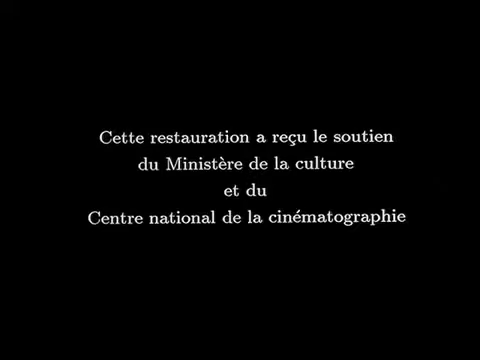 Cette restauration a reçu le soutien
du Ministère de la culture
et du
Centre national de la cinématographie